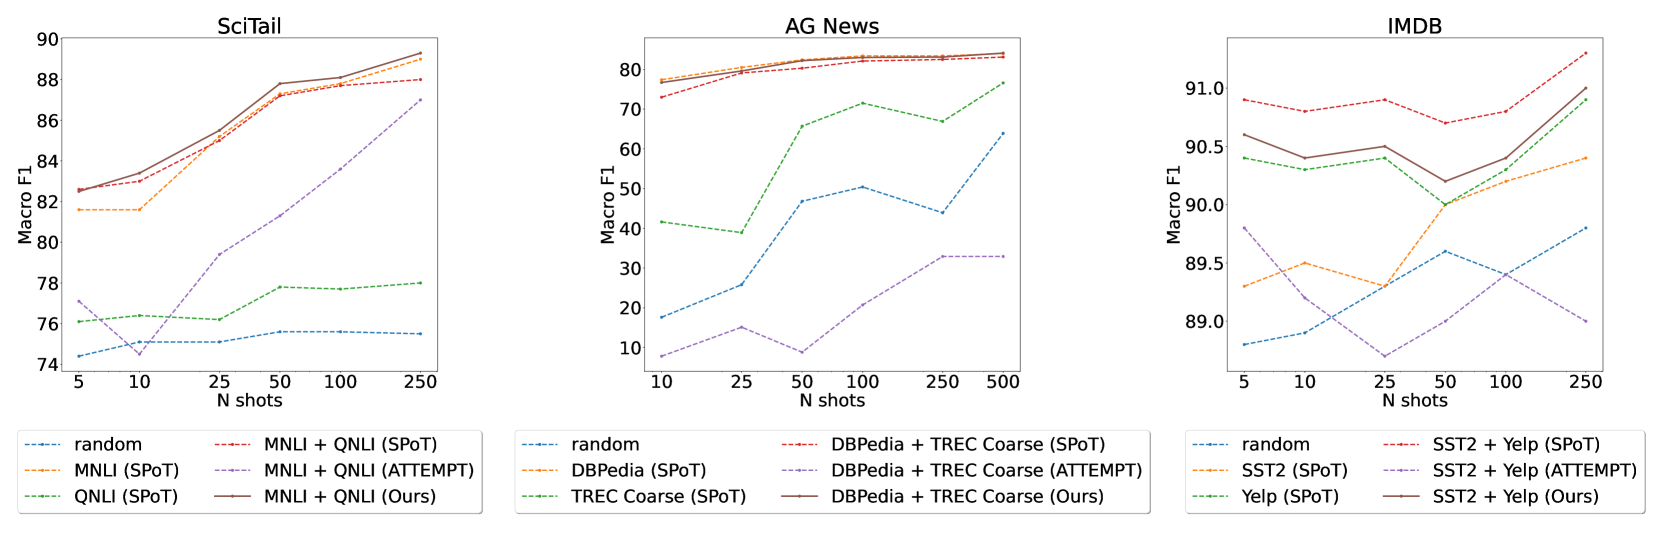 SciTail
90
88
86
84
82
80
78
76
74
Macro F1
5 10 25 50 100 250
N shots
random
MNLI (SPoT)
QNLI (SPoT)
MNLI + QNLI (SPoT)
MNLI + QNLI (ATTEMPT)
MNLI + QNLI (Ours)
AG News
80
70
60
50
40
30
20
10
Macro F1
10 25 50 100 250 500
N shots
random
DBPedia (SPoT)
TREC Coarse (SPoT)
DBPedia + TREC Coarse (SPoT)
DBPedia + TREC Coarse (ATTEMPT)
DBPedia + TREC Coarse (Ours)
IMDB
91.0
90.5
90.0
89.5
89.0
Macro F1
5 10 25 50 100 250
N shots
random
SST2 (SPoT)
Yelp (SPoT)
SST2 + Yelp (SPoT)
SST2 + Yelp (ATTEMPT)
SST2 + Yelp (Ours)